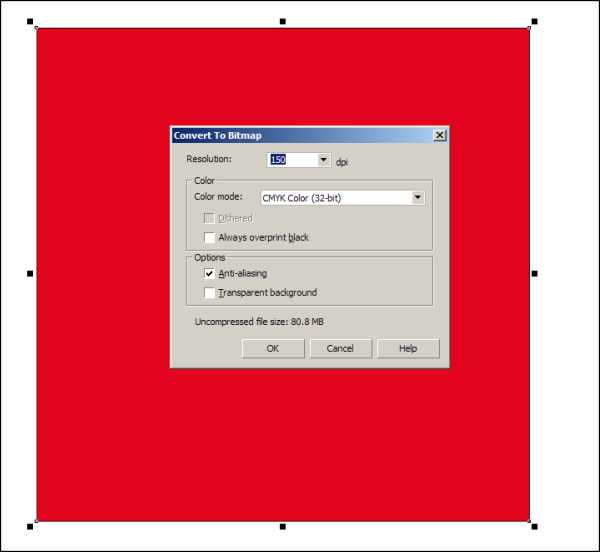 Convert To Bitmap
Resolution: 150 dpi
Color
Color mode: CMYK Color (32-bit)
Dithered
Always overprint black
Options
Anti-aliasing
Transparent background
Uncompressed file size: 80.8 MB
OK Cancel Help